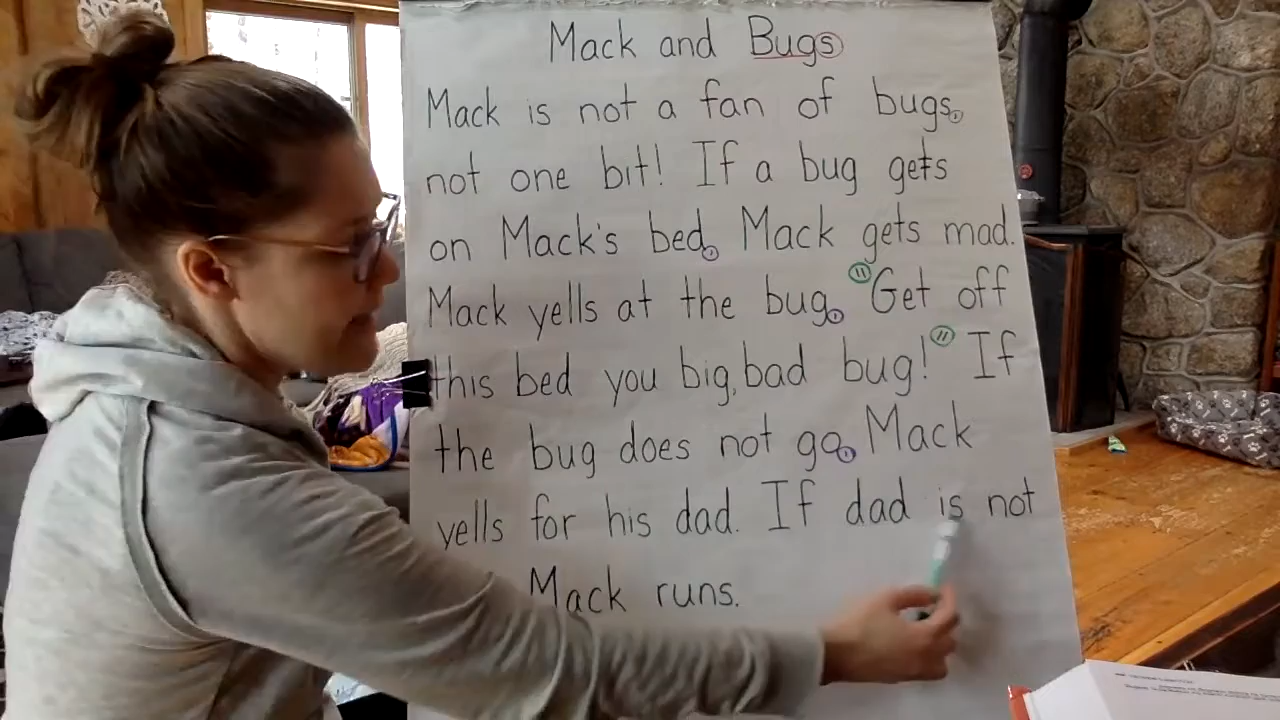 Mack and Bugs
Mack is not a fan of bugs,
not one bit! If a bug gets
on Mack's bed, Mack gets mad.
Mack yells at the bug, "Get off
this bed you big, bad bug!" If
the bug does not go, Mack
yells for his dad. If dad is not
Mack runs.